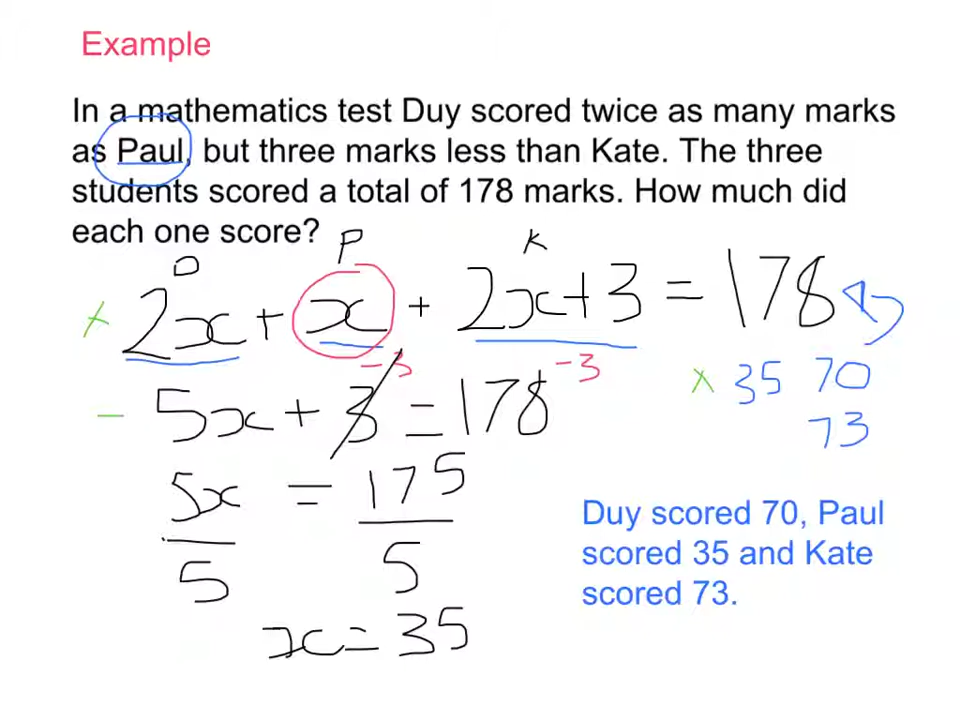 Example
In a mathematics test Duy scored twice as many marks
as Paul, but three marks less than Kate. The three
students scored a total of 178 marks. How much did
each one score?
D P K
× 2x + x + 2x+3 = 178
-3 -3
- 5x + 3 = 178
× 35 70
73
5x = 175
5 5
x = 35
Duy scored 70, Paul
scored 35 and Kate
scored 73.